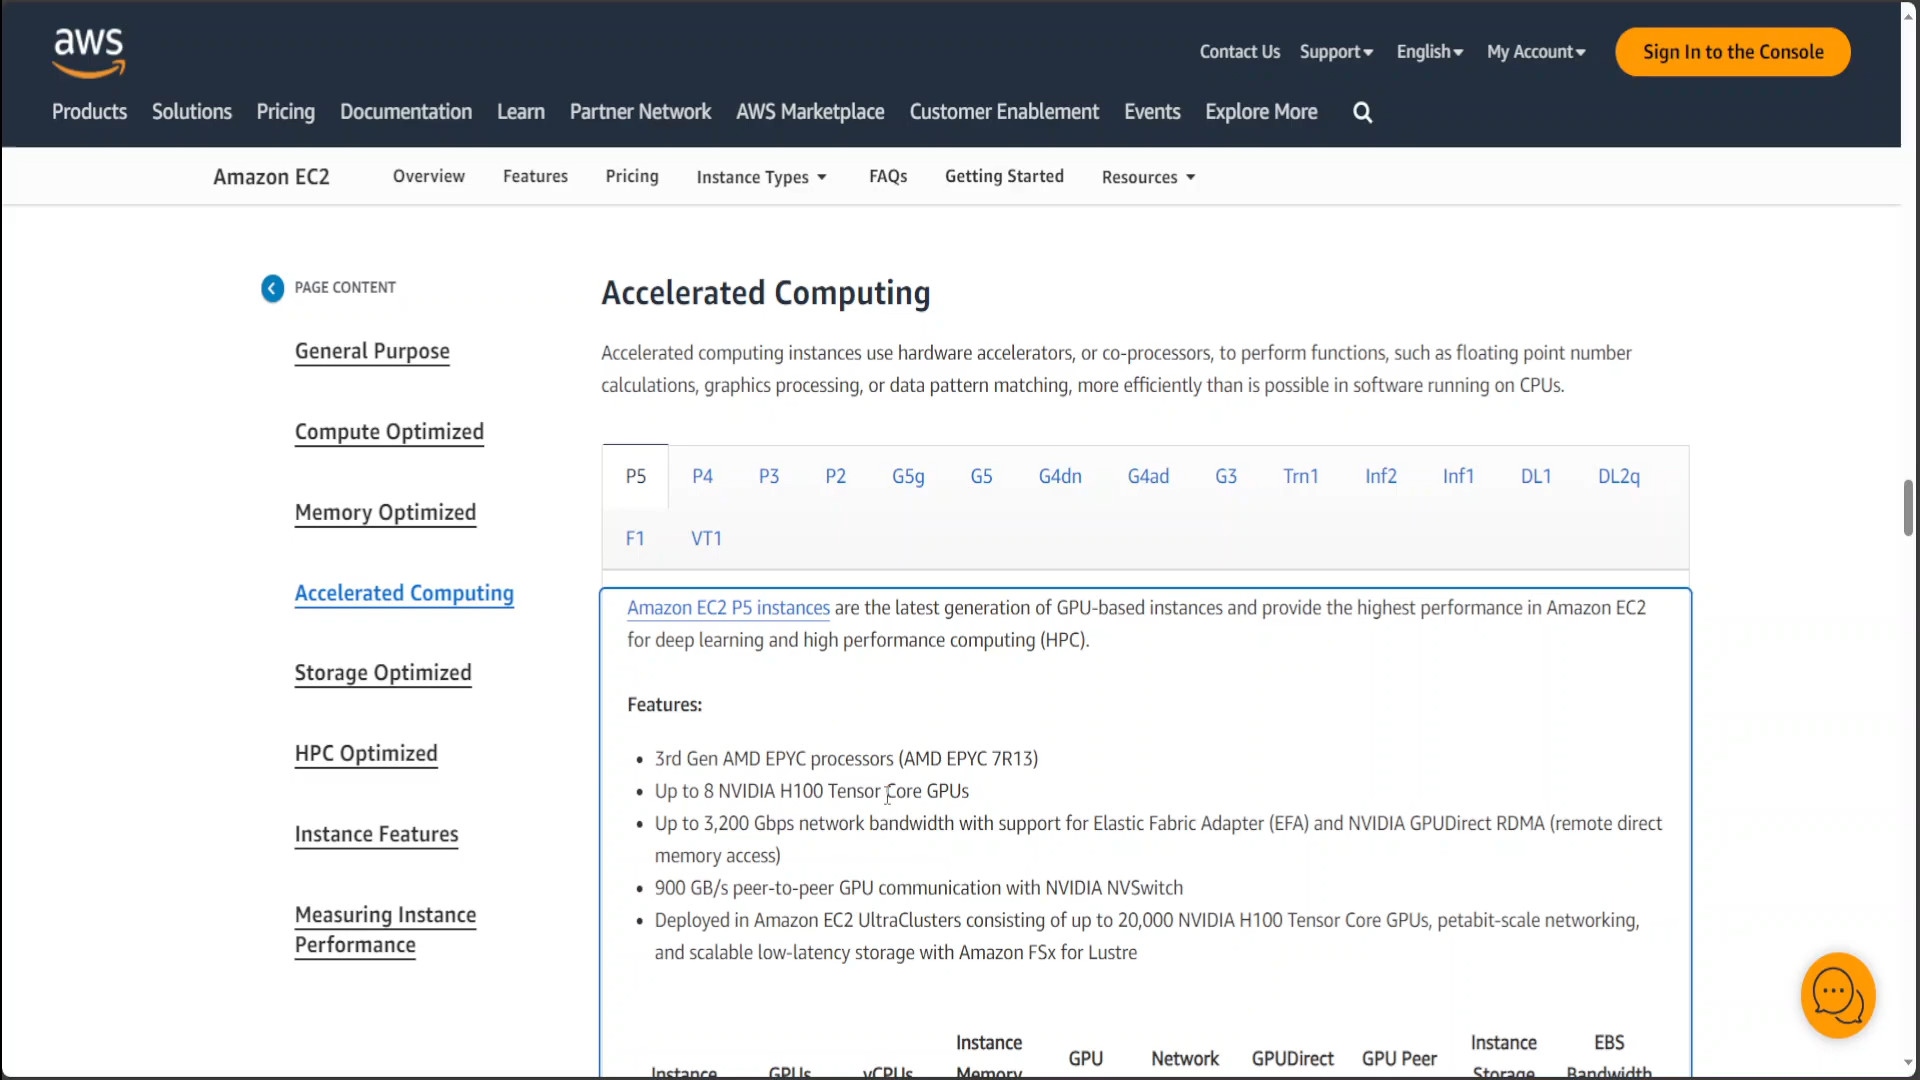 aws
Contact Us Support English My Account Sign In to the Console
Products Solutions Pricing Documentation Learn Partner Network AWS Marketplace Customer Enablement Events Explore More
Amazon EC2 Overview Features Pricing Instance Types FAQs Getting Started Resources
PAGE CONTENT
General Purpose
Compute Optimized
Memory Optimized
Accelerated Computing
Storage Optimized
HPC Optimized
Instance Features
Measuring Instance
Performance
Accelerated Computing
Accelerated computing instances use hardware accelerators, or co-processors, to perform functions, such as floating point number
calculations, graphics processing, or data pattern matching, more efficiently than is possible in software running on CPUs.
P5 P4 P3 P2 G5g G5 G4dn G4ad G3 Trn1 Inf2 Inf1 DL1 DL2q
F1 VT1
Amazon EC2 P5 instances are the latest generation of GPU-based instances and provide the highest performance in Amazon EC2
for deep learning and high performance computing (HPC).
Features:
• 3rd Gen AMD EPYC processors (AMD EPYC 7R13)
• Up to 8 NVIDIA H100 Tensor Core GPUs
• Up to 3,200 Gbps network bandwidth with support for Elastic Fabric Adapter (EFA) and NVIDIA GPUDirect RDMA (remote direct
memory access)
• 900 GB/s peer-to-peer GPU communication with NVIDIA NVSwitch
• Deployed in Amazon EC2 UltraClusters consisting of up to 20,000 NVIDIA H100 Tensor Core GPUs, petabit-scale networking,
and scalable low-latency storage with Amazon FSx for Lustre
Instance Instance EBS
GPU Network GPUDirect GPU Peer
Instance GPUs vCPUs Memory Storage Bandwidth